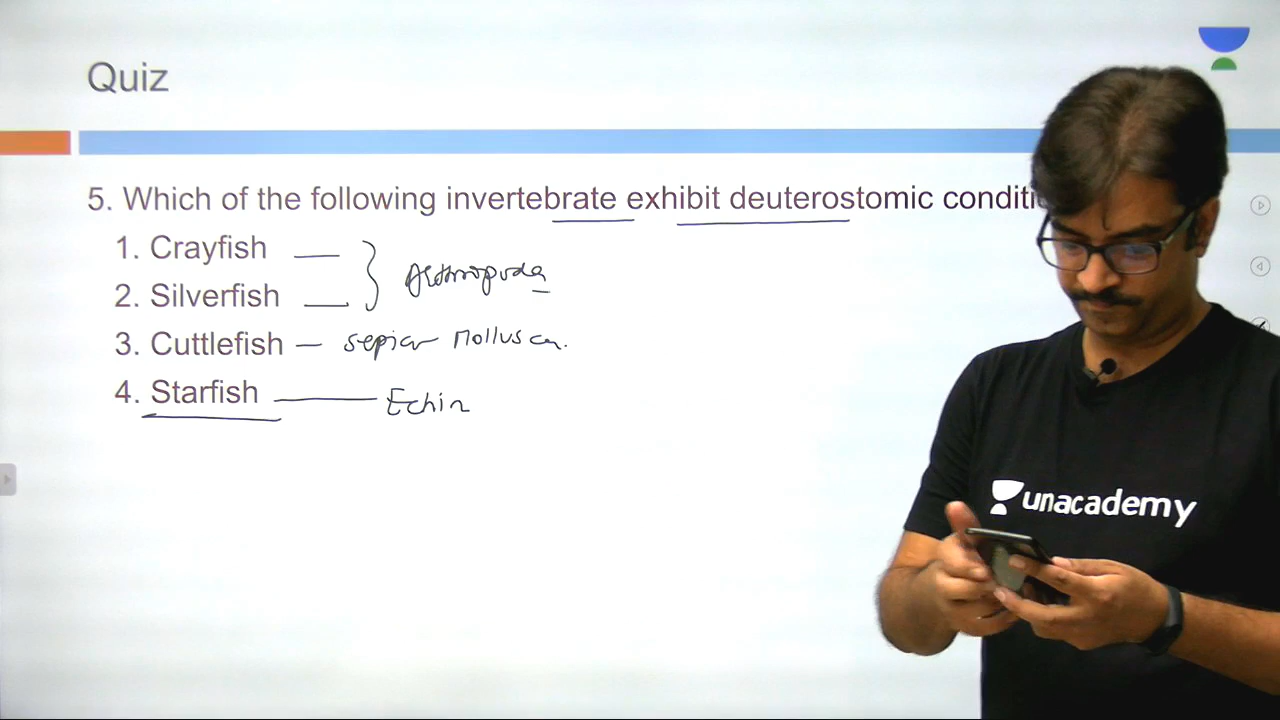 Quiz
5. Which of the following invertebrate exhibit deuterostomic conditi
1. Crayfish
2. Silverfish
Arthropoda
3. Cuttlefish — sepia Mollusca.
4. Starfish — Echin
unacademy